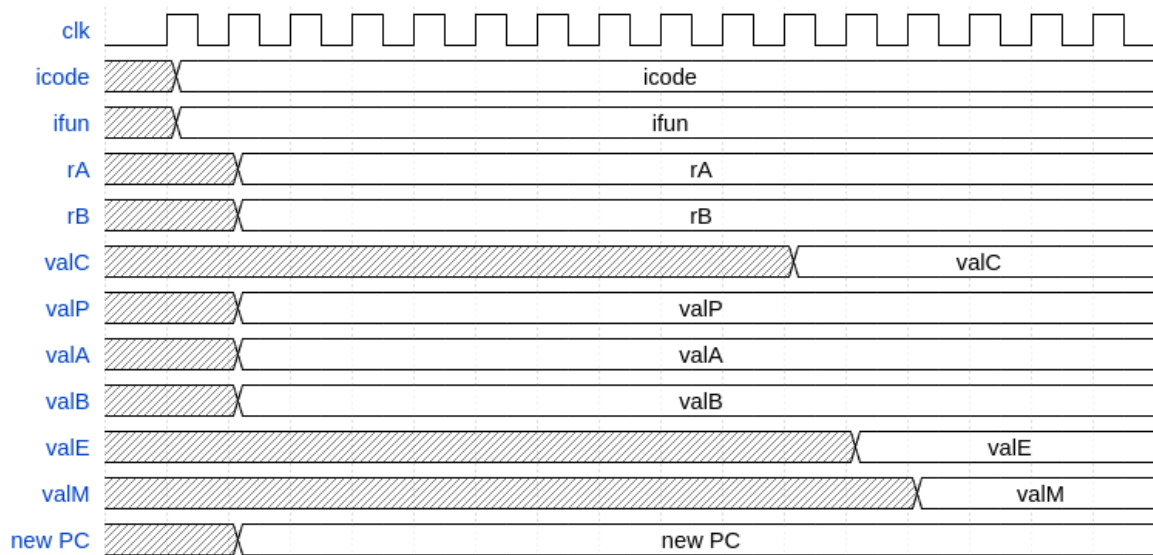 clk
icode icode
ifun ifun
rA rA
rB rB
valC valC
valP valP
valA valA
valB valB
valE valE
valM valM
new PC new PC